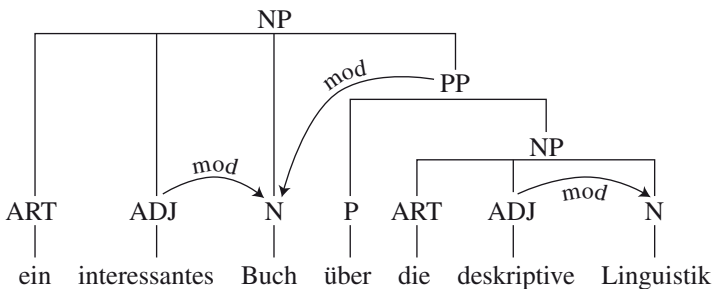 NP
mod
PP
NP
mod
mod
ART ADJ N P ART ADJ N
ein interessantes Buch über die deskriptive Linguistik